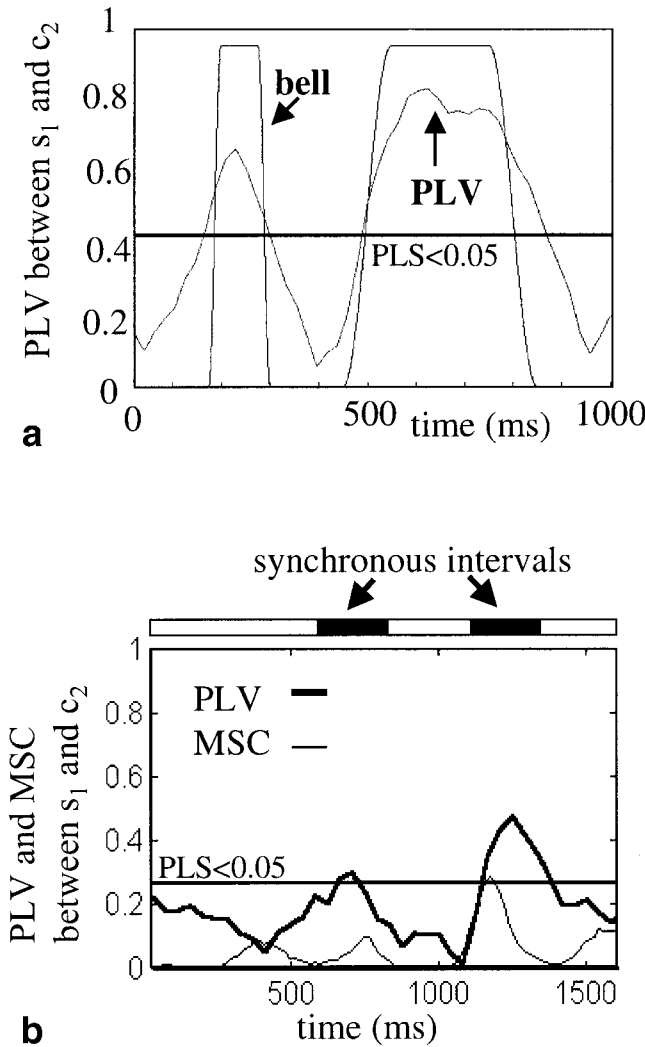 PLV between s₁ and c₂
1
0.8
0.6
0.4
0.2
0
bell
PLV
PLS<0.05
0
500
1000
time (ms)
a
synchronous intervals
PLV and MSC
between s₁ and c₂
1
0.8
0.6
0.4
0.2
0
PLV
MSC
PLS<0.05
500
1000
1500
time (ms)
b